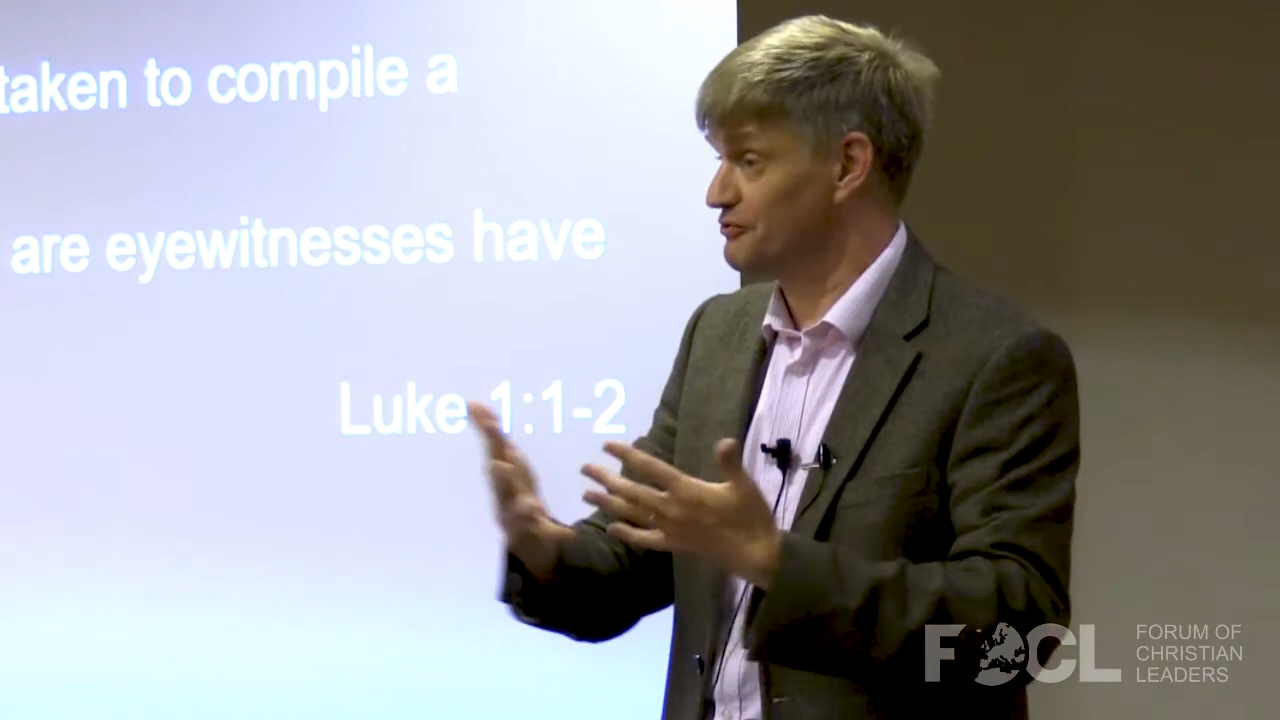 taken to compile a
are eyewitnesses have
Luke 1:1-2
FOCL
FORUM OF
CHRISTIAN
LEADERS